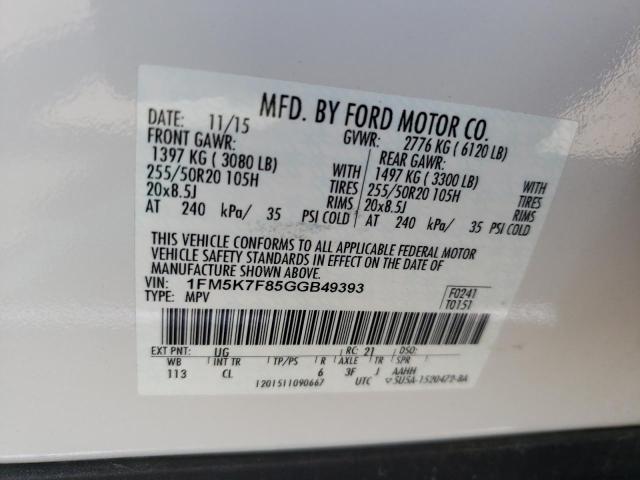 MFD. BY FORD MOTOR CO.
DATE: 11/15 GVWR: 2776 KG ( 6120 LB)
FRONT GAWR: REAR GAWR:
1397 KG ( 3080 LB) 1497 KG ( 3300 LB) WITH
255/50R20 105H WITH TIRES 255/50R20 105H TIRES
20x8.5J RIMS 20x8.5J RIMS
AT 240 kPa/ 35 PSI COLD AT 240 kPa/ 35 PSI COLD
THIS VEHICLE CONFORMS TO ALL APPLICABLE FEDERAL MOTOR
VEHICLE SAFETY STANDARDS IN EFFECT ON THE DATE OF
MANUFACTURE SHOWN ABOVE.
VIN: 1FM5K7F85GGB49393 F0241
TYPE: MPV T0151
EXT PNT: UG RC: 21 DSO:
WB INT TR TP/PS R AXLE TR SPR
113 CL 6 3F J AAHH
1201511090667 UTC ▽SU5A-1520472-BA